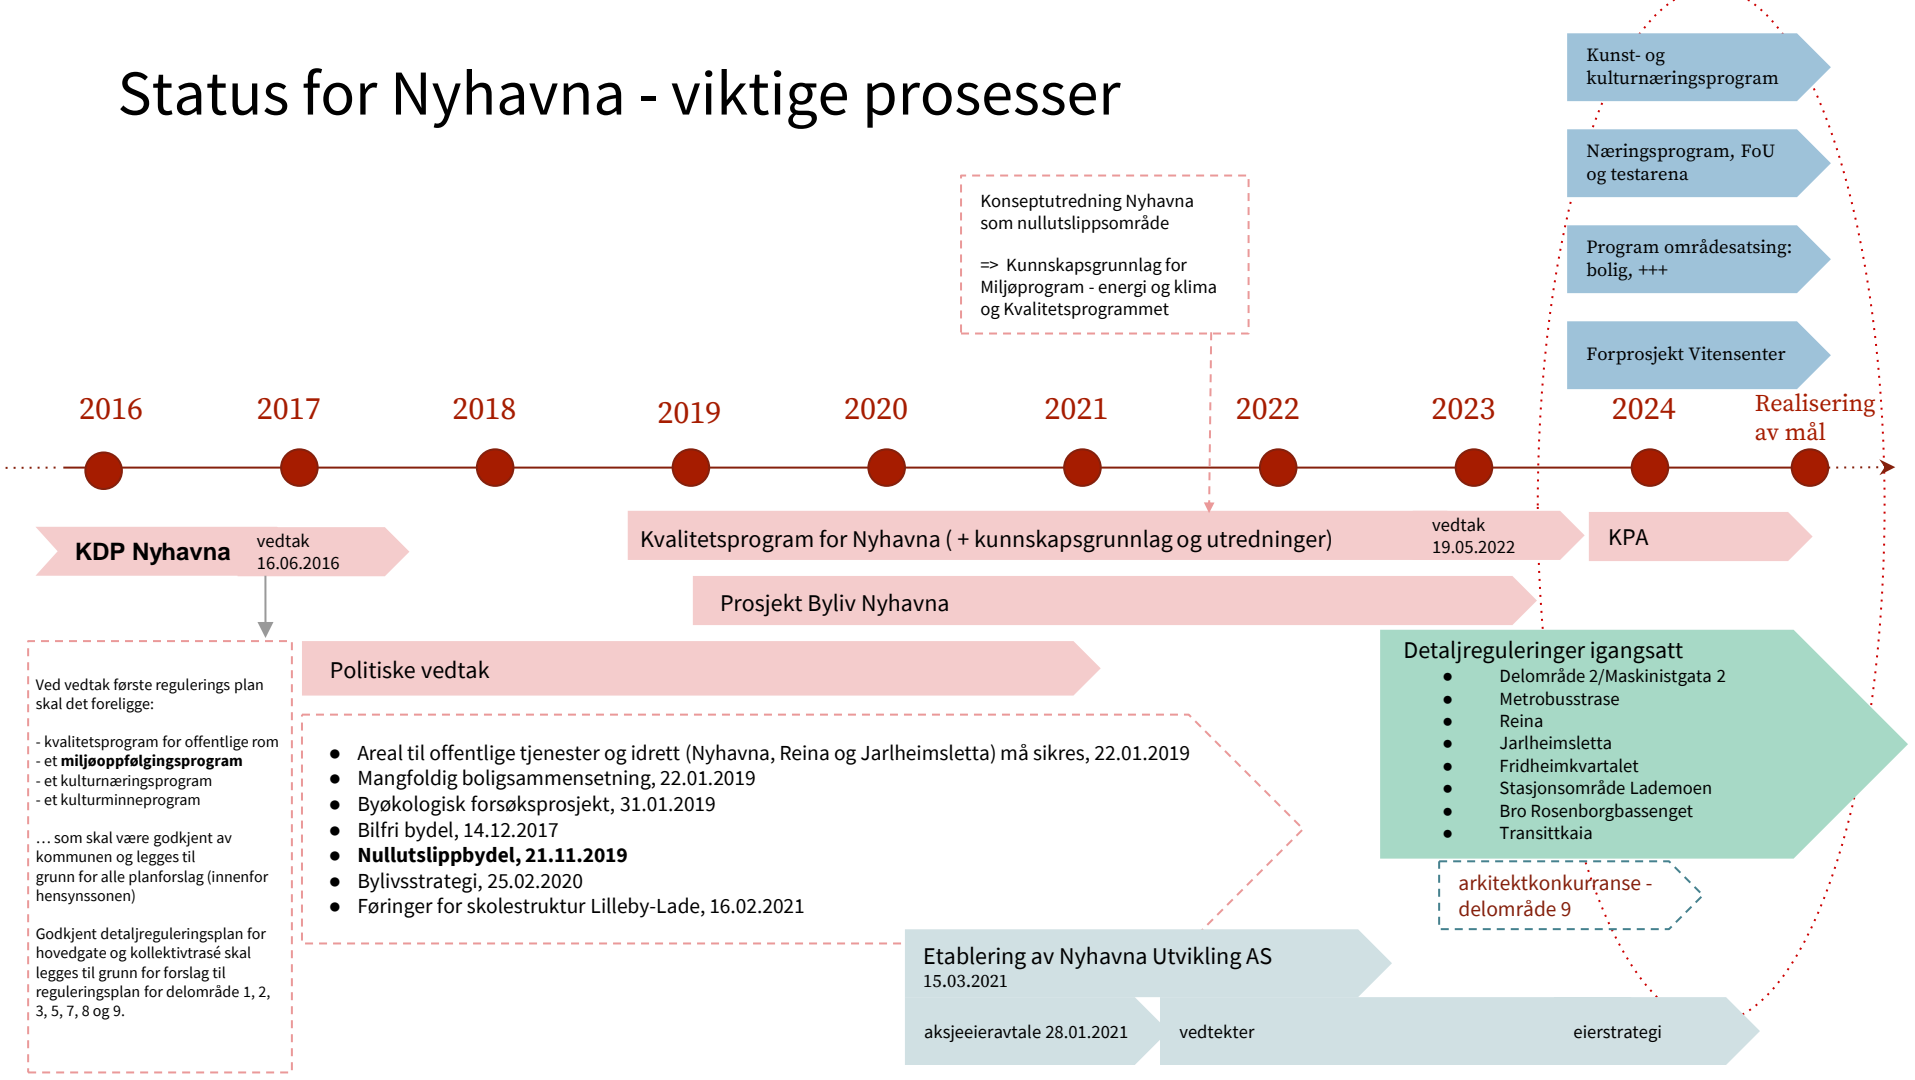 Status for Nyhavna - viktige prosesser
Kunst- og
kulturnæringsprogram
Næringsprogram, FoU
og testarena
Program områdesatsing:
bolig, +++
Forprosjekt Vitensenter
Konseptutredning Nyhavna
som nullutslippsområde
=> Kunnskapsgrunnlag for
Miljøprogram - energi og klima
og Kvalitetsprogrammet
2016
2017
2018
2019
2020
2021
2022
2023
2024
Realisering
av mål
KDP Nyhavna
vedtak
16.06.2016
Kvalitetsprogram for Nyhavna ( + kunnskapsgrunnlag og utredninger)
vedtak
19.05.2022
KPA
Prosjekt Byliv Nyhavna
Politiske vedtak
Ved vedtak første regulerings plan
skal det foreligge:
- kvalitetsprogram for offentlige rom
- et miljøoppfølgingsprogram
- et kulturnæringsprogram
- et kulturminneprogram
… som skal være godkjent av
kommunen og legges til
grunn for alle planforslag (innenfor
hensynssonen)
Godkjent detaljreguleringsplan for
hovedgate og kollektivtrasé skal
legges til grunn for forslag til
reguleringsplan for delområde 1, 2,
3, 5, 7, 8 og 9.
● Areal til offentlige tjenester og idrett (Nyhavna, Reina og Jarlheimsletta) må sikres, 22.01.2019
● Mangfoldig boligsammensetning, 22.01.2019
● Byøkologisk forsøksprosjekt, 31.01.2019
● Bilfri bydel, 14.12.2017
● Nullutslippbydel, 21.11.2019
● Bylivsstrategi, 25.02.2020
● Føringer for skolestruktur Lilleby-Lade, 16.02.2021
Detaljreguleringer igangsatt
● Delområde 2/Maskinistgata 2
● Metrobusstrase
● Reina
● Jarlheimsletta
● Fridheimkvartalet
● Stasjonsområde Lademoen
● Bro Rosenborgbassenget
● Transittkaia
arkitektkonkurranse -
delområde 9
Etablering av Nyhavna Utvikling AS
15.03.2021
aksjeeieravtale 28.01.2021
vedtekter
eierstrategi